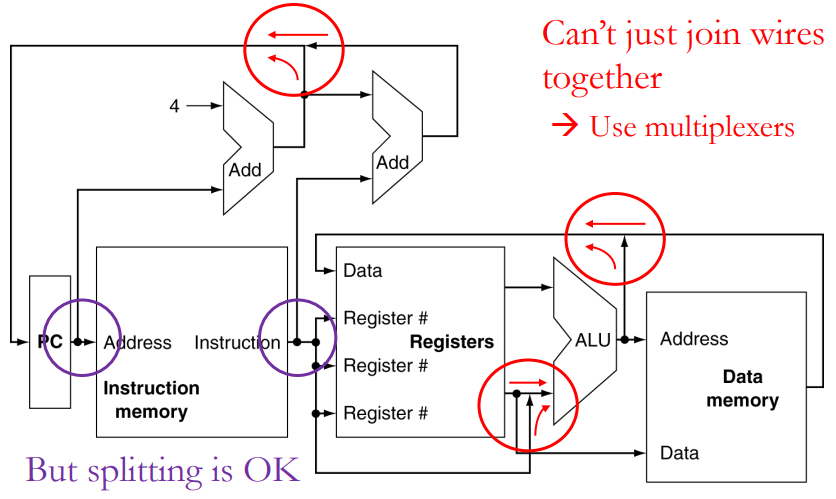 Can't just join wires
together
→ Use multiplexers
4
Add
Add
Data
Register #
PC
Address
Instruction
Registers
ALU
Address
Register #
Instruction
memory
Data
memory
Register #
Data
But splitting is OK